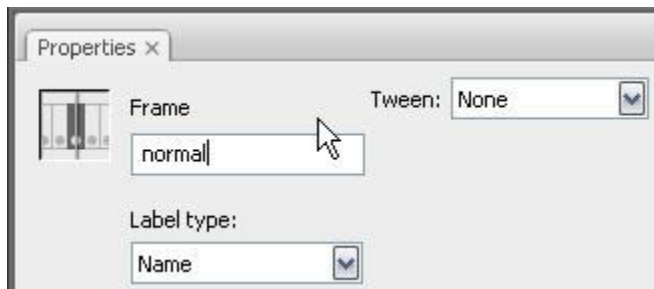 Properties ×
Frame
Tween: None
normal
Label type:
Name